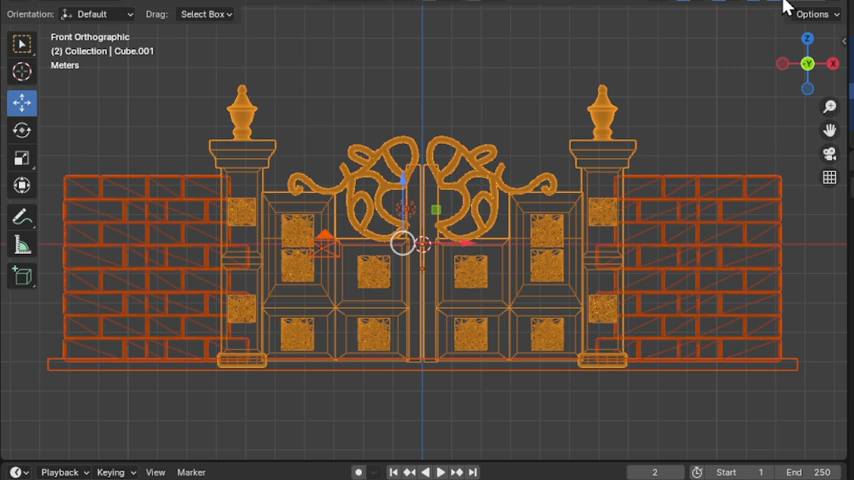 Orientation: Default Drag: Select Box Options
Front Orthographic
(2) Collection | Cube.001
Meters
Z
Y X
Playback Keying View Marker 2 Start 1 End 250